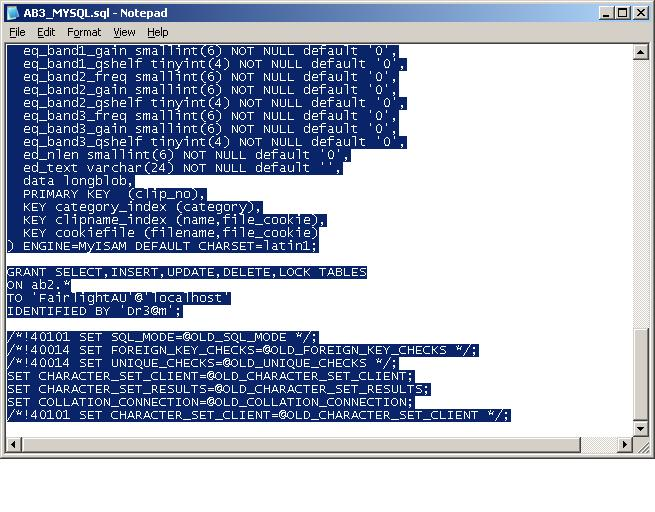 AB3_MYSQL.sql - Notepad
File Edit Format View Help
eq_band1_gain smallint(6) NOT NULL default '0',
eq_band1_qshelf tinyint(4) NOT NULL default '0',
eq_band2_freq smallint(6) NOT NULL default '0',
eq_band2_gain smallint(6) NOT NULL default '0',
eq_band2_qshelf tinyint(4) NOT NULL default '0',
eq_band3_freq smallint(6) NOT NULL default '0',
eq_band3_gain smallint(6) NOT NULL default '0',
eq_band3_qshelf tinyint(4) NOT NULL default '0',
ed_nlen smallint(6) NOT NULL default '0',
ed_text varchar(24) NOT NULL default '',
data longblob,
PRIMARY KEY  (clip_no),
KEY category_index (category),
KEY clipname_index (name,file_cookie),
KEY cookiefile (filename,file_cookie)
) ENGINE=MyISAM DEFAULT CHARSET=latin1;
GRANT SELECT,INSERT,UPDATE,DELETE,LOCK TABLES
ON ab2.*
TO 'FairlightAU'@'localhost'
IDENTIFIED BY 'Dr3@m';
/*!40101 SET SQL_MODE=@OLD_SQL_MODE */;
/*!40014 SET FOREIGN_KEY_CHECKS=@OLD_FOREIGN_KEY_CHECKS */;
/*!40014 SET UNIQUE_CHECKS=@OLD_UNIQUE_CHECKS */;
SET CHARACTER_SET_CLIENT=@OLD_CHARACTER_SET_CLIENT;
SET CHARACTER_SET_RESULTS=@OLD_CHARACTER_SET_RESULTS;
SET COLLATION_CONNECTION=@OLD_COLLATION_CONNECTION;
/*!40101 SET CHARACTER_SET_CLIENT=@OLD_CHARACTER_SET_CLIENT */;